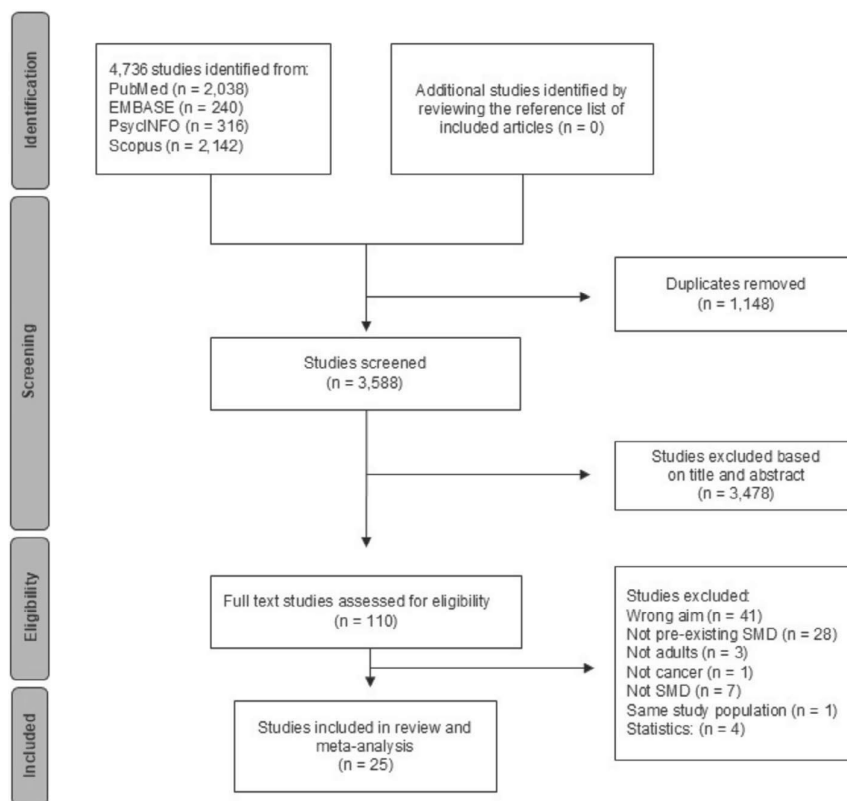 Identification
4,736 studies identified from:
PubMed (n = 2,038)
EMBASE (n = 240)
PsycINFO (n = 316)
Scopus (n = 2,142)
Additional studies identified by
reviewing the reference list of
included articles (n = 0)
Screening
Duplicates removed
(n = 1,148)
Studies screened
(n = 3,588)
Studies excluded based
on title and abstract
(n = 3,478)
Eligibility
Full text studies assessed for eligibility
(n = 110)
Studies excluded:
Wrong aim (n = 41)
Not pre-existing SMD (n = 28)
Not adults (n = 3)
Not cancer (n = 1)
Not SMD (n = 7)
Same study population (n = 1)
Statistics: (n = 4)
Included
Studies included in review and
meta-analysis
(n = 25)